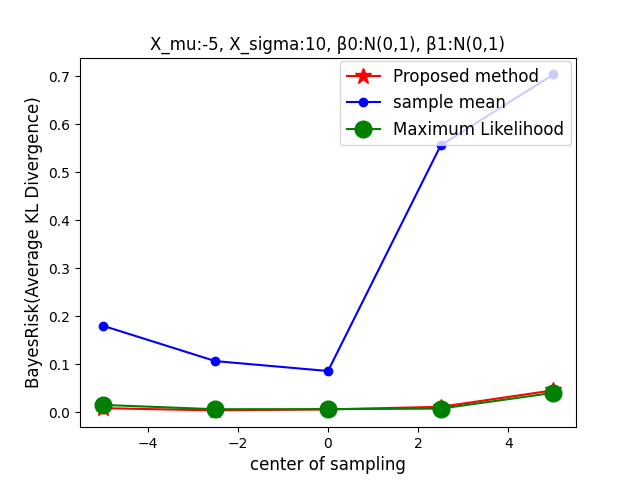 X_mu:-5, X_sigma:10, β0:N(0,1), β1:N(0,1)
BayesRisk(Average KL Divergence)
0.7
0.6
0.5
0.4
0.3
0.2
0.1
0.0
Proposed method
sample mean
Maximum Likelihood
−4
−2
0
2
4
center of sampling